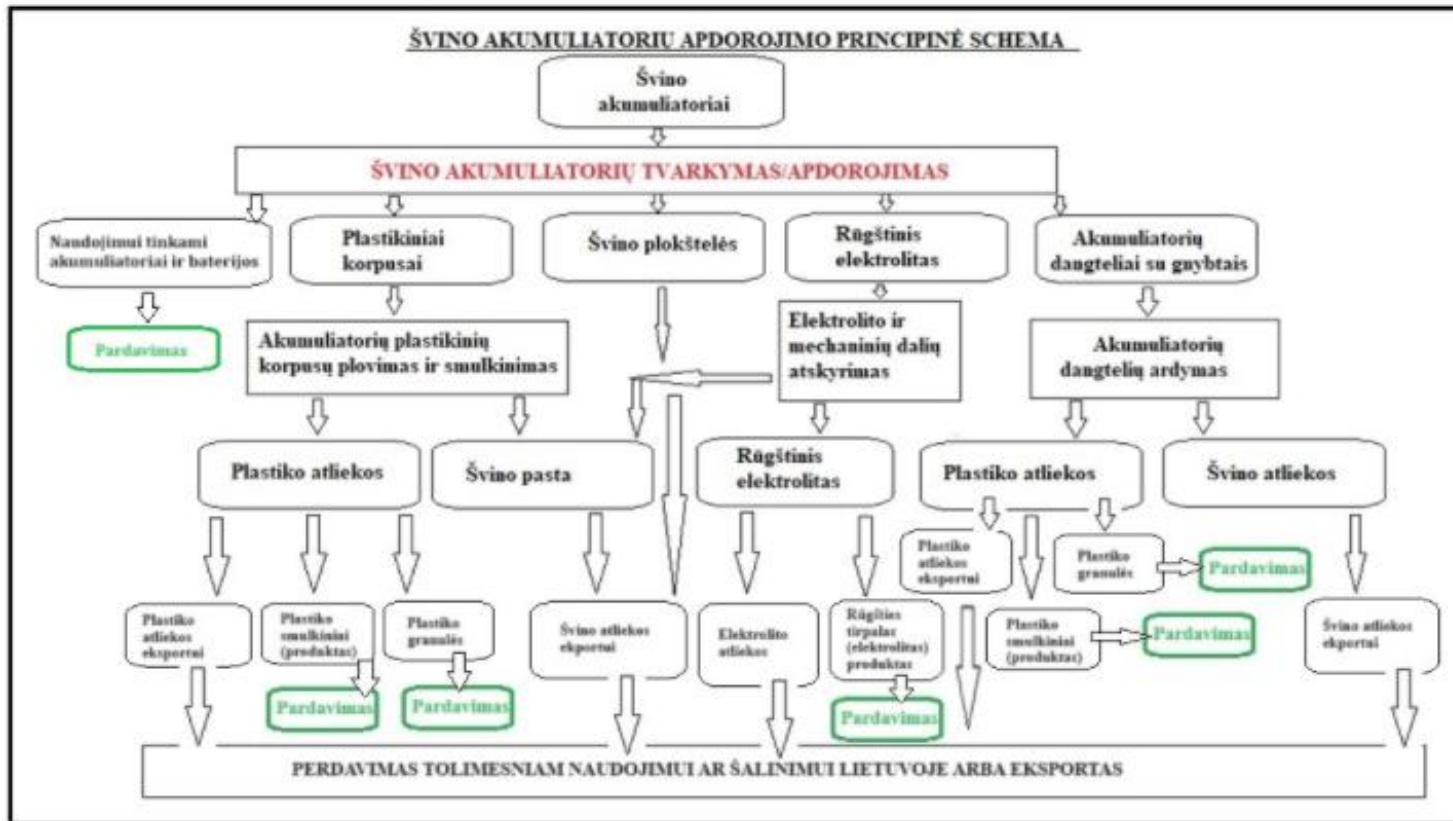 ŠVINO AKUMULIATORIŲ APDOROJIMO PRINCIPINĖ SCHEMA
Švino
akumuliatoriai
ŠVINO AKUMULIATORIŲ TVARKYMAS/APDOROJIMAS
Naudojimui tinkami
akumuliatoriai ir baterijos
Plastikiniai
korpusai
Švino plokštelės
Rūgštinis
elektrolitas
Akumuliatorių
dangteliai su gnybtais
Pardavimas
Akumuliatorių plastikinių
korpusų plovimas ir smulkinimas
Elektrolito ir
mechaninių dalių
atskyrimas
Akumuliatorių
dangtelių ardymas
Plastiko atliekos
Švino pasta
Rūgštinis
elektrolitas
Plastiko atliekos
Švino atliekos
Plastiko
atliekos
eksportui
Plastiko
granulės
Pardavimas
Plastiko
atliekos
eksportui
Plastiko
smulkiniai
(produktas)
Plastiko
granulės
Švino atliekos
ekportui
Elektrolito
atliekos
Rūgšties
tirpalas
(elektrolitas)
produktas
Plastiko
smulkiniai
(produktas)
Pardavimas
Švino atliekos
ekportui
Pardavimas
Pardavimas
Pardavimas
PERDAVIMAS TOLIMESNIAM NAUDOJIMUI AR ŠALINIMUI LIETUVOJE ARBA EKSPORTAS